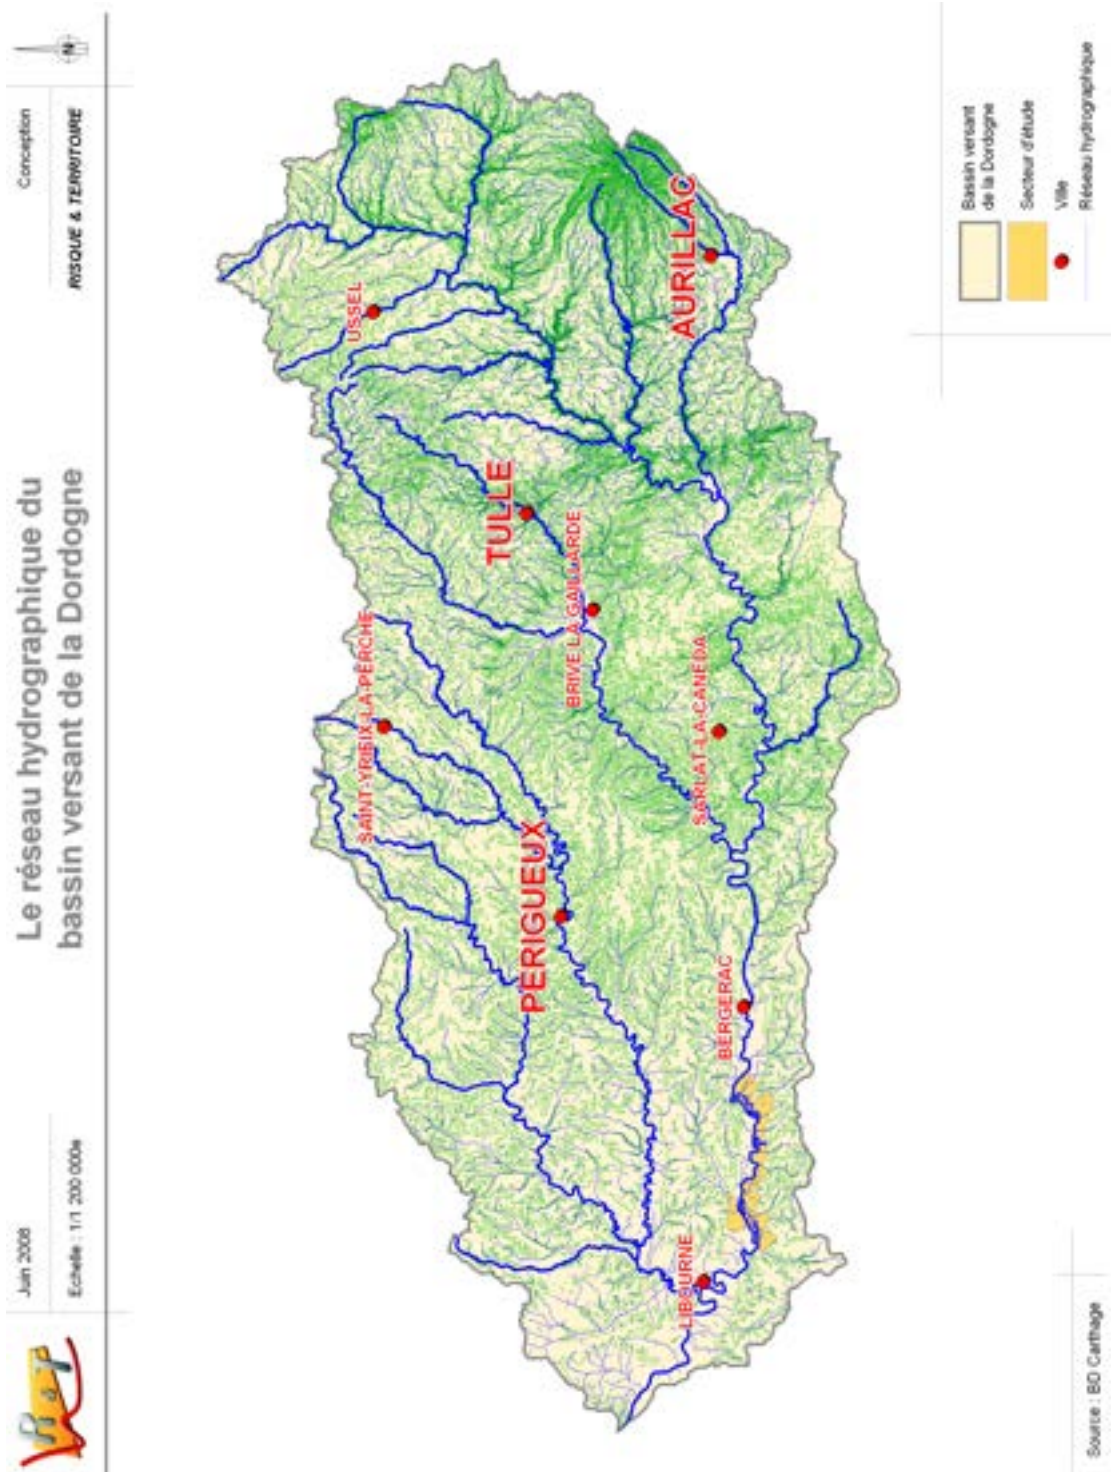 Juin 2008
Echelle : 1/1 200 000e
Le réseau hydrographique du
bassin versant de la Dordogne
Conception
RISQUE & TERRITOIRE
N
R & T
USSEL
AURILLAC
TULLE
BRIVE LA GAILLARDE
SAINT-YRIEIX-LA-PERCHE
SARLAT-LA-CANEDA
PERIGUEUX
BERGERAC
LIBOURNE
Bassin versant
de la Dordogne
Secteur d'étude
Ville
Réseau hydrographique
Source : BD Carthage